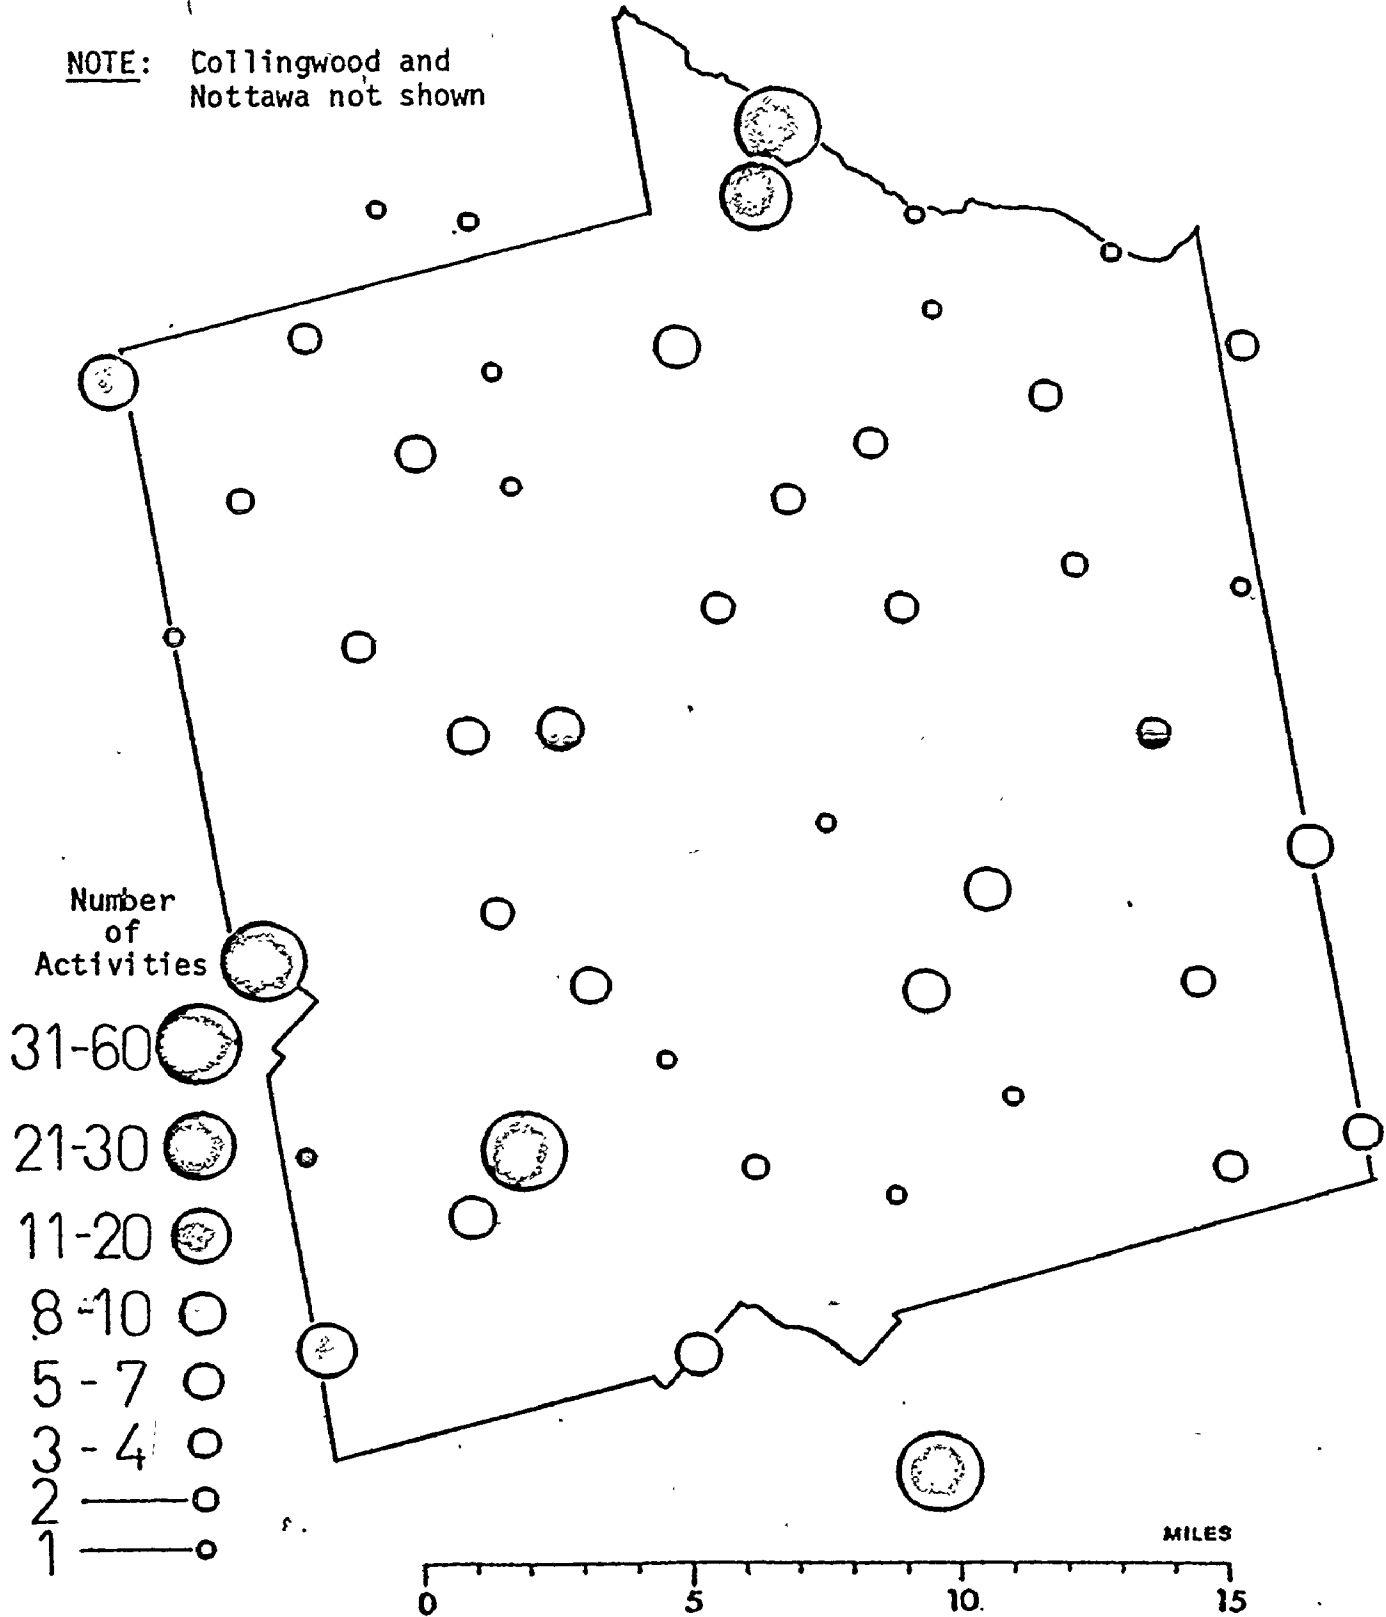 NOTE: Collingwood and
Nottawa not shown
Number
of
Activities
31-60
21-30
11-20
8-10
5-7
3-4
2
1
MILES
0 5 10. 15